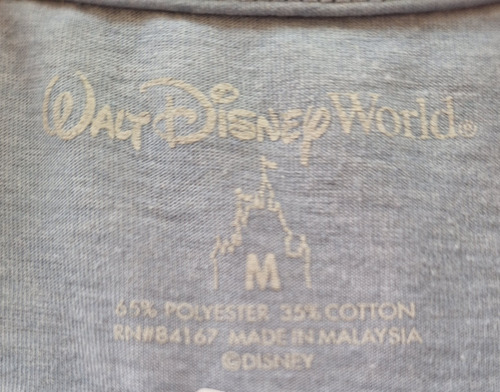 Walt Disney World®
M
65% POLYESTER 35% COTTON
RN#84167 MADE IN MALAYSIA
©DISNEY